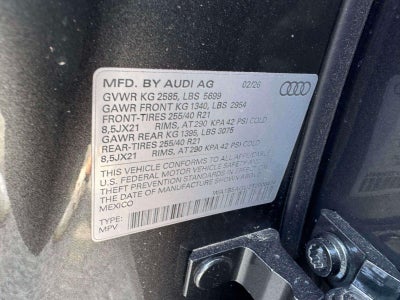 MFD. BY AUDI AG 02/26
GVWR KG 2585, LBS 5699
GAWR FRONT KG 1340, LBS 2954
FRONT-TIRES 255/40 R21
8,5JX21 RIMS, AT 290 KPA 42 PSI COLD
GAWR REAR KG 1395, LBS 3075
REAR-TIRES 255/40 R21
8,5JX21 RIMS, AT 290 KPA 42 PSI COLD
THIS VEHICLE CONFORMS TO ALL APPLICABLE
U.S. FEDERAL MOTOR VEHICLE SAFETY AND
THEFT PREVENTION STANDARDS IN EFFECT ON
THE DATE OF MANUFACTURE SHOWN ABOVE
MEXICO
TYPE:
MPV